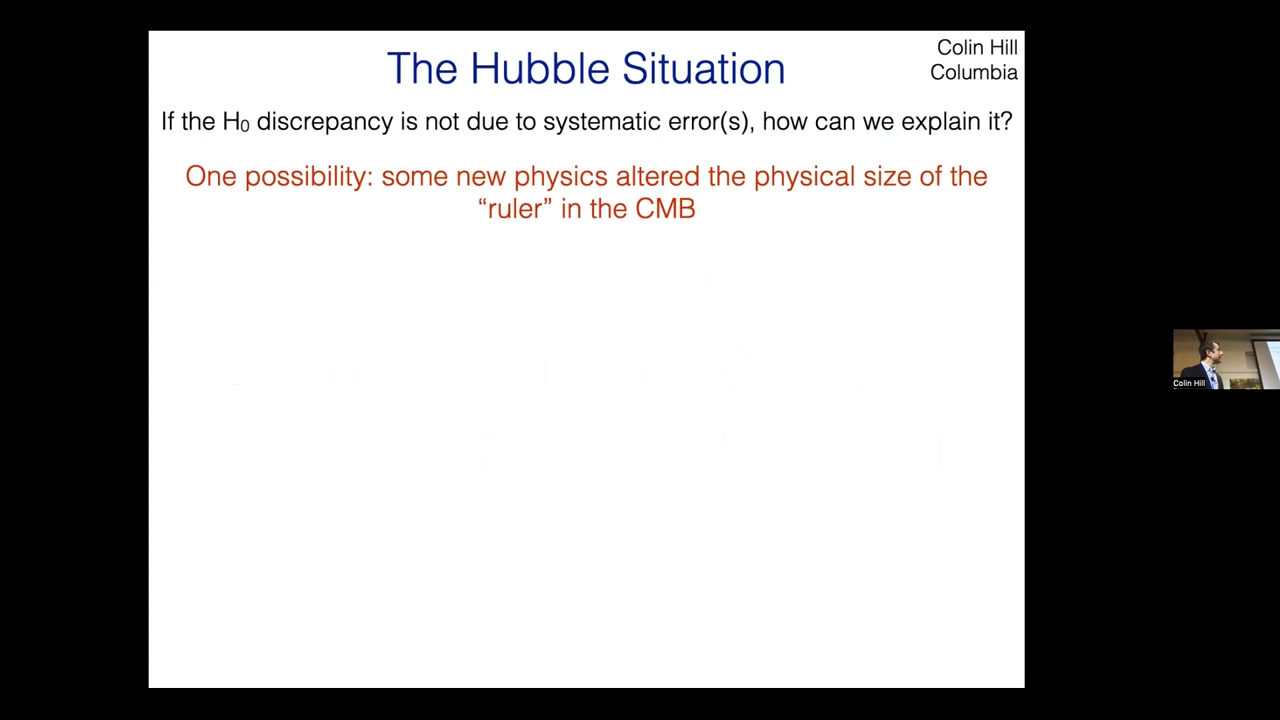 Colin Hill
The Hubble Situation
Columbia
If the H₀ discrepancy is not due to systematic error(s), how can we explain it?
One possibility: some new physics altered the physical size of the
“ruler” in the CMB
Colin Hill